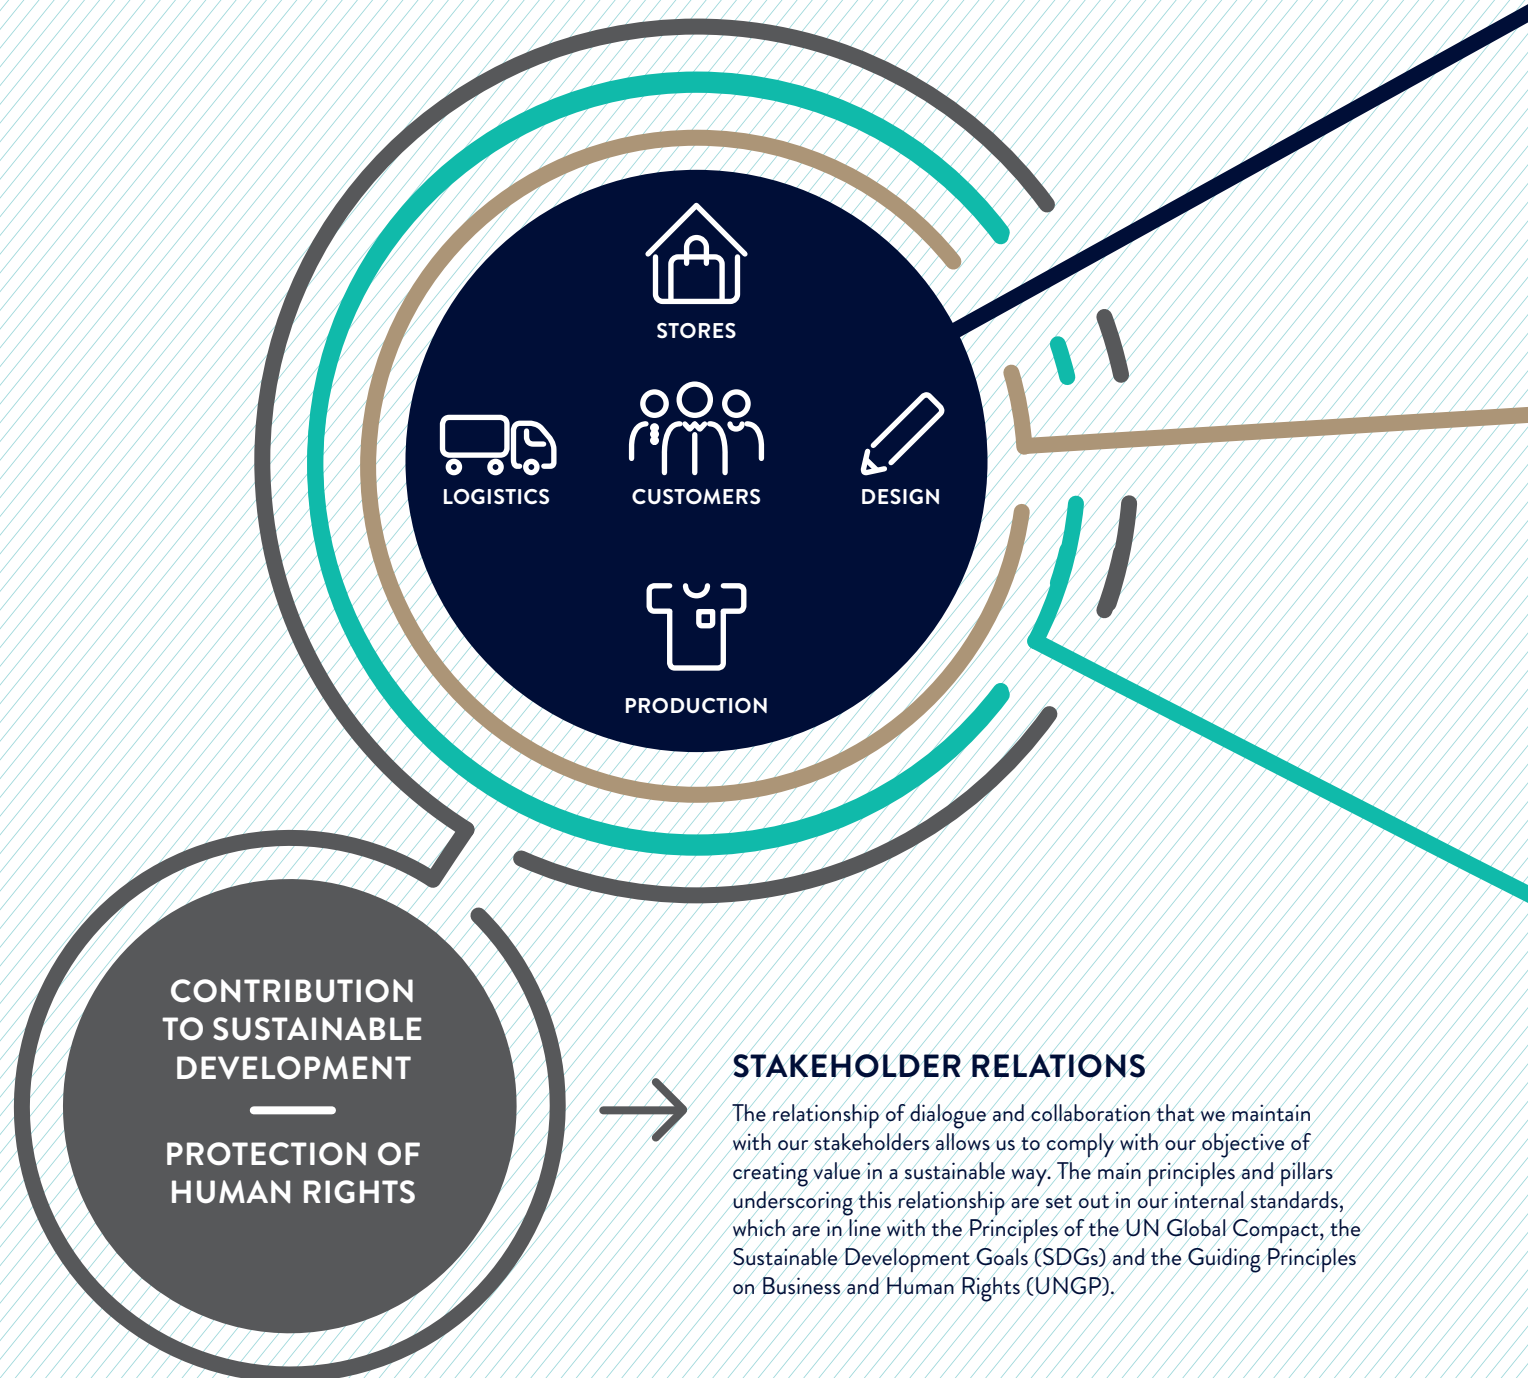 STORES
LOGISTICS
CUSTOMERS
DESIGN
PRODUCTION
CONTRIBUTION
TO SUSTAINABLE
DEVELOPMENT
PROTECTION OF
HUMAN RIGHTS
STAKEHOLDER RELATIONS
The relationship of dialogue and collaboration that we maintain
with our stakeholders allows us to comply with our objective of
creating value in a sustainable way. The main principles and pillars
underscoring this relationship are set out in our internal standards,
which are in line with the Principles of the UN Global Compact, the
Sustainable Development Goals (SDGs) and the Guiding Principles
on Business and Human Rights (UNGP).